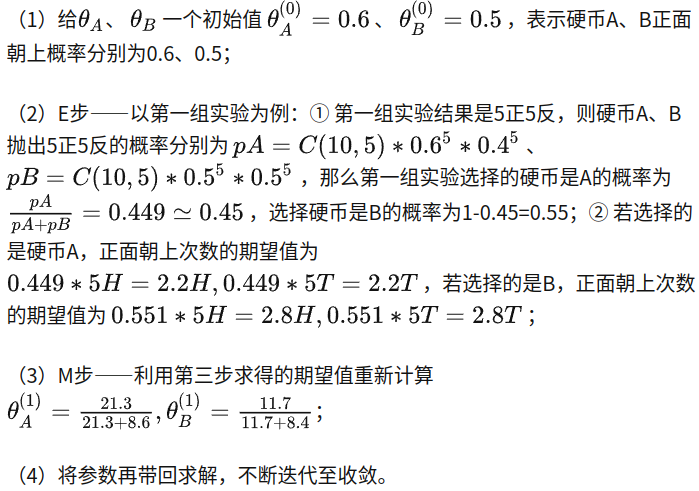 (1)给θ_A、θ_B 一个初始值 θ_A^(0) = 0.6、θ_B^(0) = 0.5,表示硬币A、B正面
朝上概率分别为0.6、0.5;
(2)E步——以第一组实验为例:① 第一组实验结果是5正5反,则硬币A、B
抛出5正5反的概率分别为 pA = C(10,5) * 0.6^5 * 0.4^5 、
pB = C(10,5) * 0.5^5 * 0.5^5 ,那么第一组实验选择的硬币是A的概率为
pA/(pA+pB) = 0.449 ≃ 0.45,选择硬币是B的概率为1-0.45=0.55;② 若选择的
是硬币A,正面朝上次数的期望值为
0.449 * 5H = 2.2H, 0.449 * 5T = 2.2T ,若选择的是B,正面朝上次数
的期望值为 0.551 * 5H = 2.8H, 0.551 * 5T = 2.8T ;
(3)M步——利用第三步求得的期望值重新计算
θ_A^(1) = 21.3/(21.3+8.6), θ_B^(1) = 11.7/(11.7+8.4) ;
(4)将参数再带回求解,不断迭代至收敛。